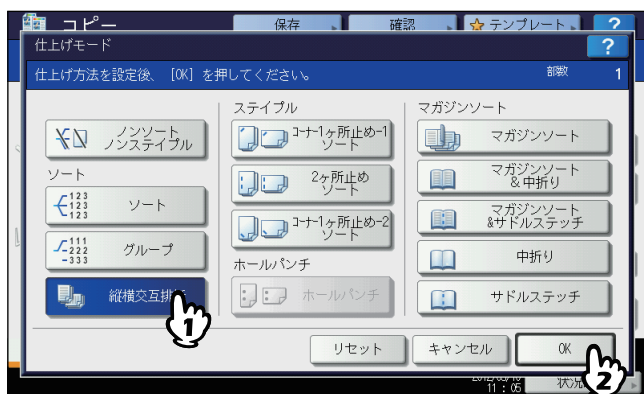 コピー
保存
確認
テンプレート
?
仕上げモード
?
仕上げ方法を設定後、 [OK] を押してください。
部数 1
ノンソート
ノンステイプル
ソート
123
123
123
ソート
111
222
333
グループ
縦横交互排
1
ステイプル
コーナー1ヶ所止め-1
ソート
2ヶ所止め
ソート
コーナー1ヶ所止め-2
ソート
ホールパンチ
ホールパンチ
マガジンソート
マガジンソート
マガジンソート
&中折り
マガジンソート
&サドルステッチ
中折り
サドルステッチ
リセット
キャンセル
OK
2
11 : 05
状況